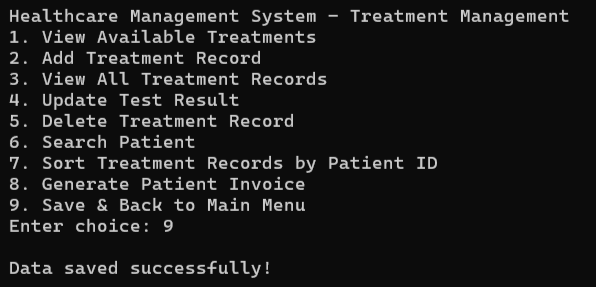 Healthcare Management System - Treatment Management
1. View Available Treatments
2. Add Treatment Record
3. View All Treatment Records
4. Update Test Result
5. Delete Treatment Record
6. Search Patient
7. Sort Treatment Records by Patient ID
8. Generate Patient Invoice
9. Save & Back to Main Menu
Enter choice: 9
Data saved successfully!